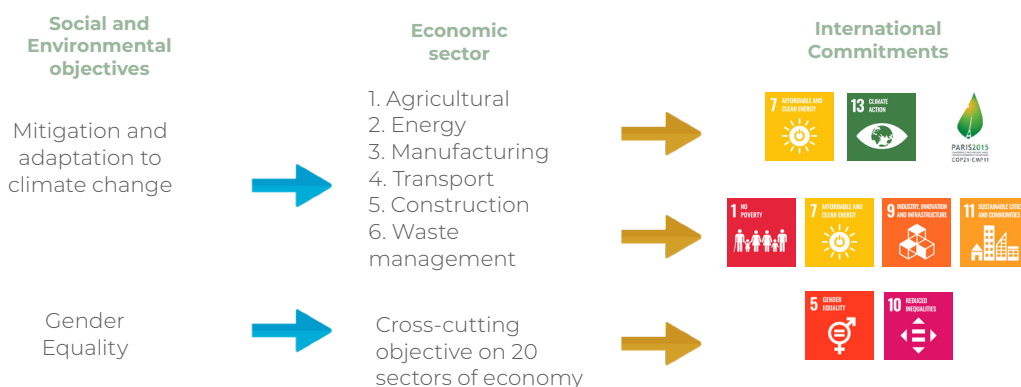 Social and
Environmental
objectives
Economic
sector
International
Commitments
Mitigation and
adaptation to
climate change
1. Agricultural
2. Energy
3. Manufacturing
4. Transport
5. Construction
6. Waste
management
7 AFFORDABLE AND
CLEAN ENERGY
13 CLIMATE
ACTION
PARIS2015
COP21·CMP11
1 NO
POVERTY
7 AFFORDABLE AND
CLEAN ENERGY
9 INDUSTRY, INNOVATION
AND INFRASTRUCTURE
11 SUSTAINABLE CITIES
AND COMMUNITIES
Gender
Equality
Cross-cutting
objective on 20
sectors of economy
5 GENDER
EQUALITY
10 REDUCED
INEQUALITIES